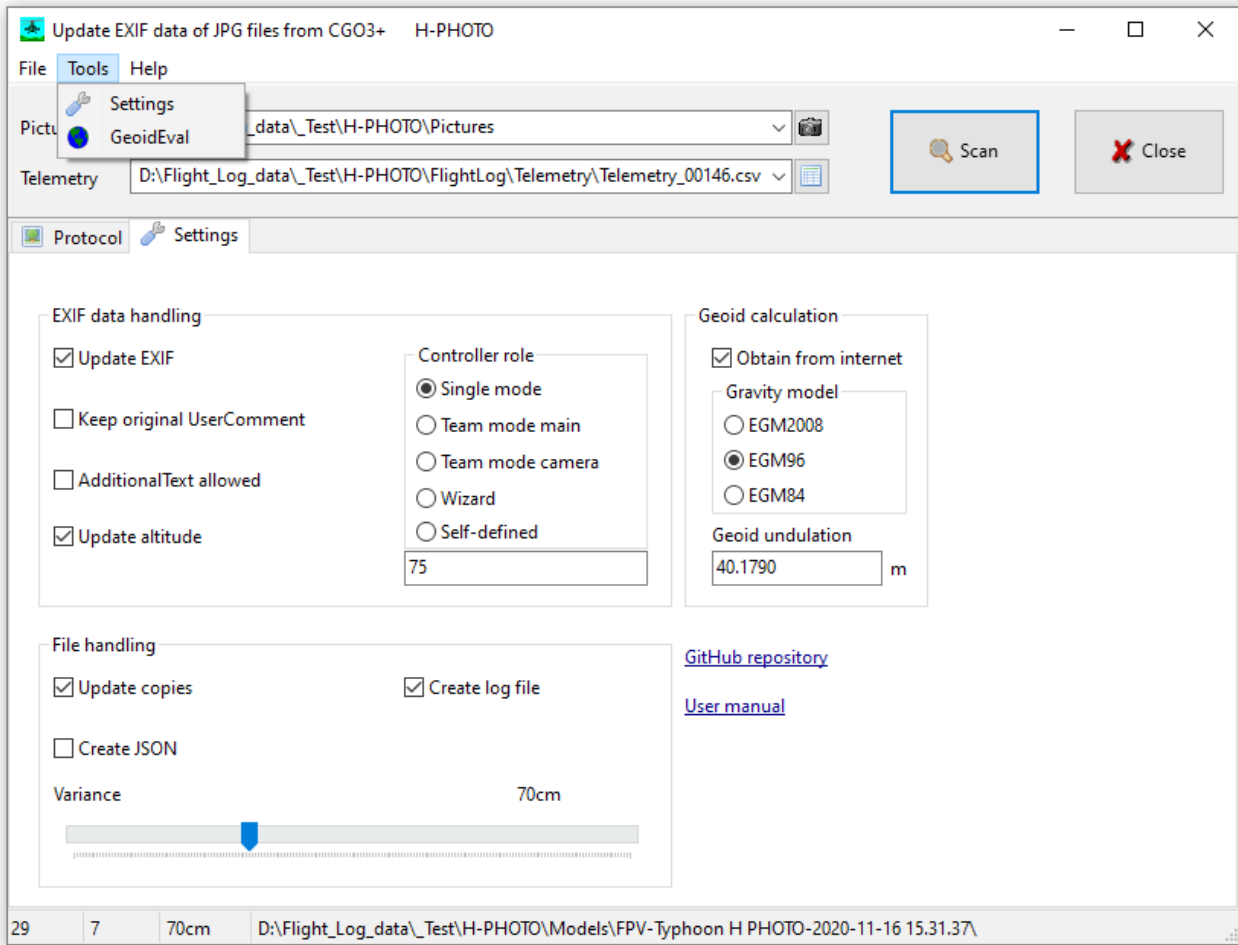 Update EXIF data of JPG files from CGO3+ H-PHOTO
File Tools Help
Settings
GeoidEval
_data\_Test\H-PHOTO\Pictures
Telemetry D:\Flight_Log_data\_Test\H-PHOTO\FlightLog\Telemetry\Telemetry_00146.csv
Scan
Close
Protocol Settings
EXIF data handling
Update EXIF
Keep original UserComment
AdditionalText allowed
Update altitude
Controller role
Single mode
Team mode main
Team mode camera
Wizard
Self-defined
75
Geoid calculation
Obtain from internet
Gravity model
EGM2008
EGM96
EGM84
Geoid undulation
40.1790 m
File handling
Update copies Create log file
Create JSON
Variance 70cm
GitHub repository
User manual
29 7 70cm D:\Flight_Log_data\_Test\H-PHOTO\Models\FPV-Typhoon H PHOTO-2020-11-16 15.31.37\